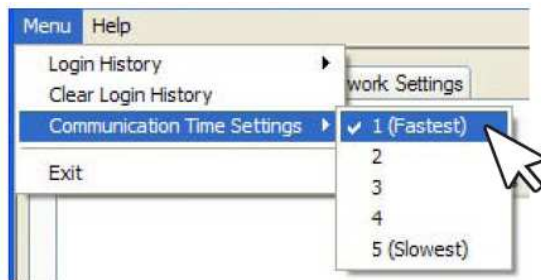 Menu Help
Login History
Clear Login History
work Settings
Communication Time Settings
1 (Fastest)
2
Exit
3
4
5 (Slowest)